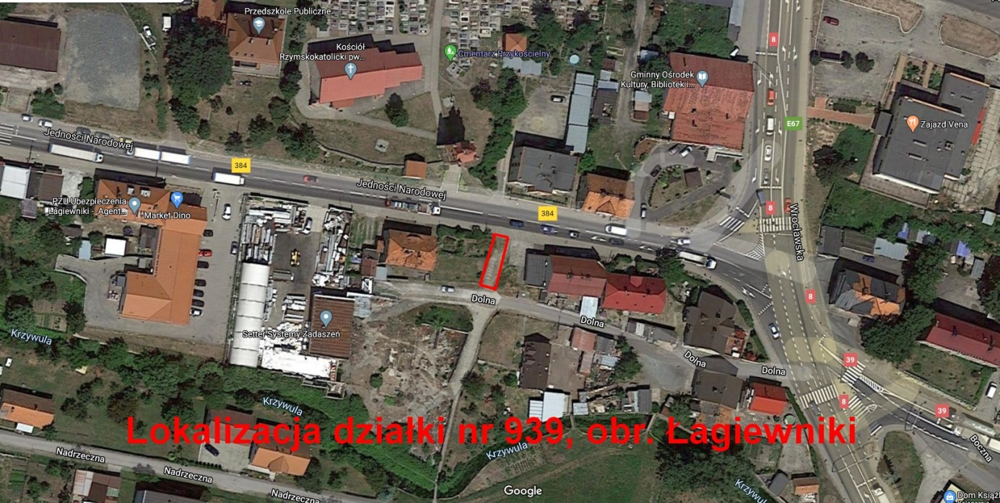 Przedszkole Publiczne
Kościół
Rzymskokatolicki pw...
Cmentarz Przykościelny
Gminny Ośrodek
Kultury, Bibliotek i...
8
E67
Zajazd Vena
Jedności Narodowej
384
Jedności Narodowej
PZU Ubezpieczenia
Łagiewniki - Agent...
Market Dino
384
8
Wrocławska
Dolna
8
Dolna
Setter Systemy Zadaszeń
Krzywula
Dolna
Dolna
39
8
39
Krzywula
Lokalizacja działki nr 939, obr. Łagiewniki
Boczna
Nadrzeczna
Krzywula
Nadrzeczna
Nadrzeczna
Google
Krzywula
Dom Książ